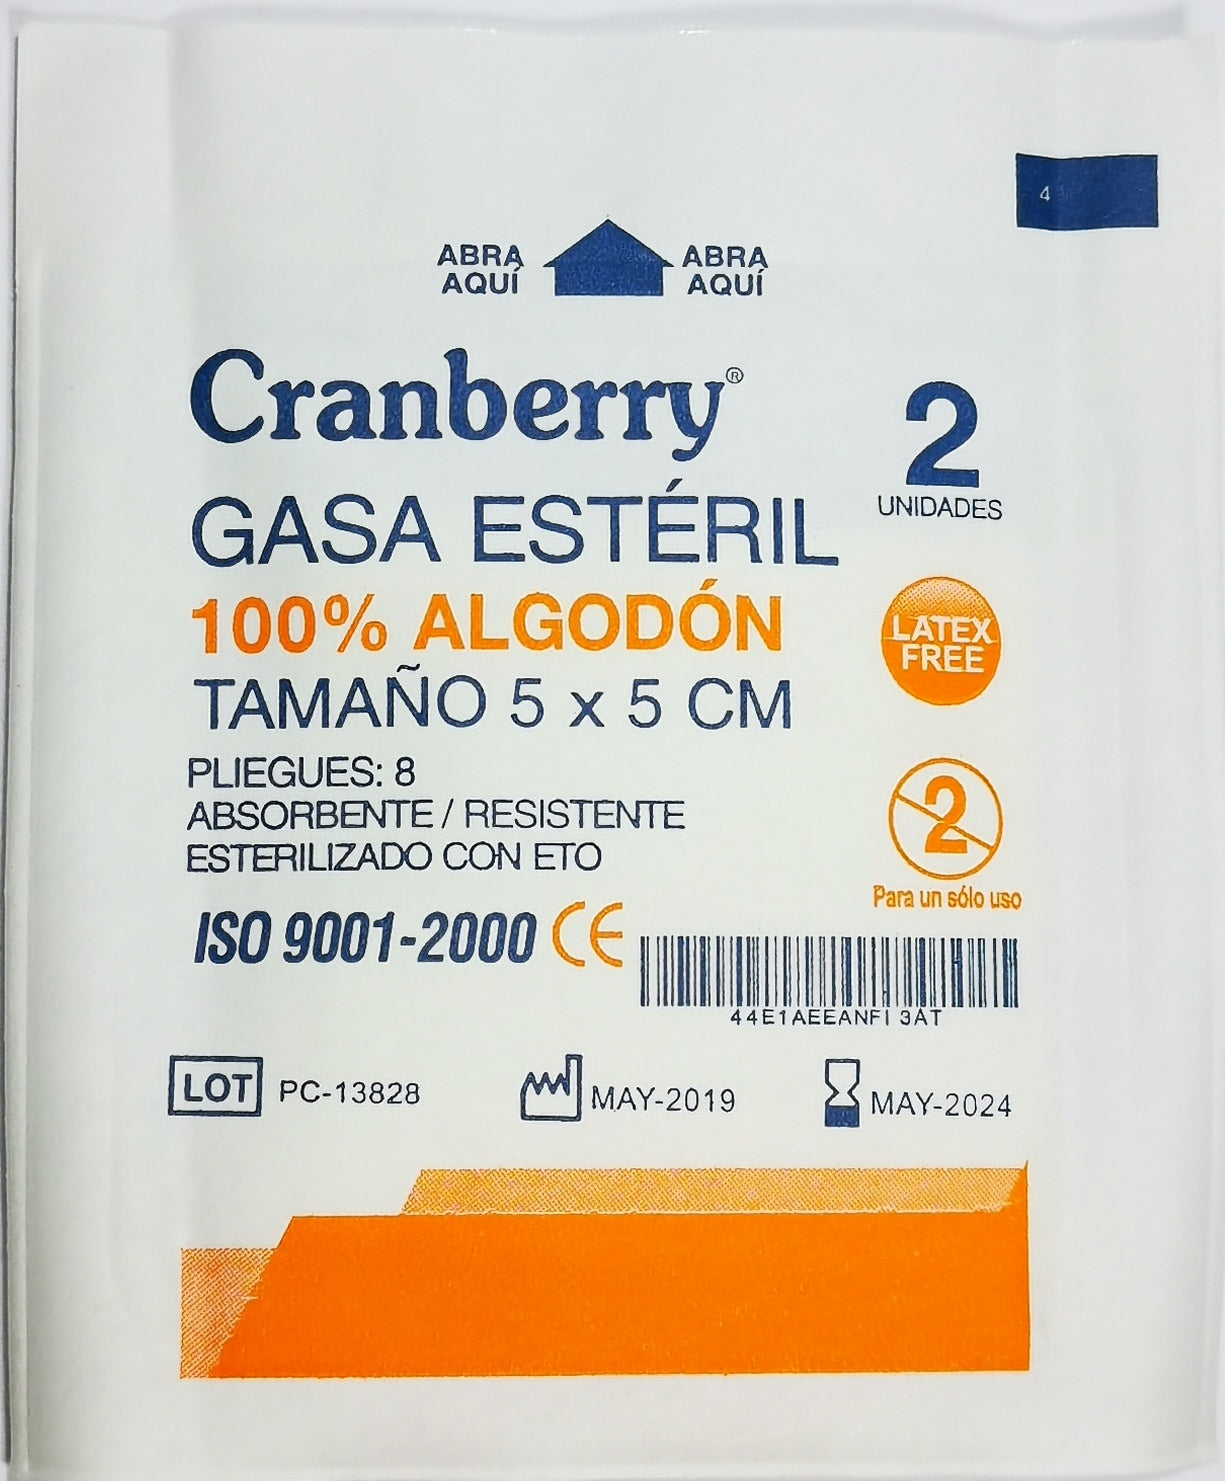 4
ABRA AQUÍ
ABRA AQUÍ
Cranberry®
2
UNIDADES
GASA ESTÉRIL
100% ALGODÓN
LATEX
FREE
TAMAÑO 5 x 5 CM
PLIEGUES: 8
ABSORBENTE / RESISTENTE
ESTERILIZADO CON ETO
2
Para un sólo uso
ISO 9001-2000 CE
44E1AEEANFI 3AT
LOT PC-13828
MAY-2019
MAY-2024